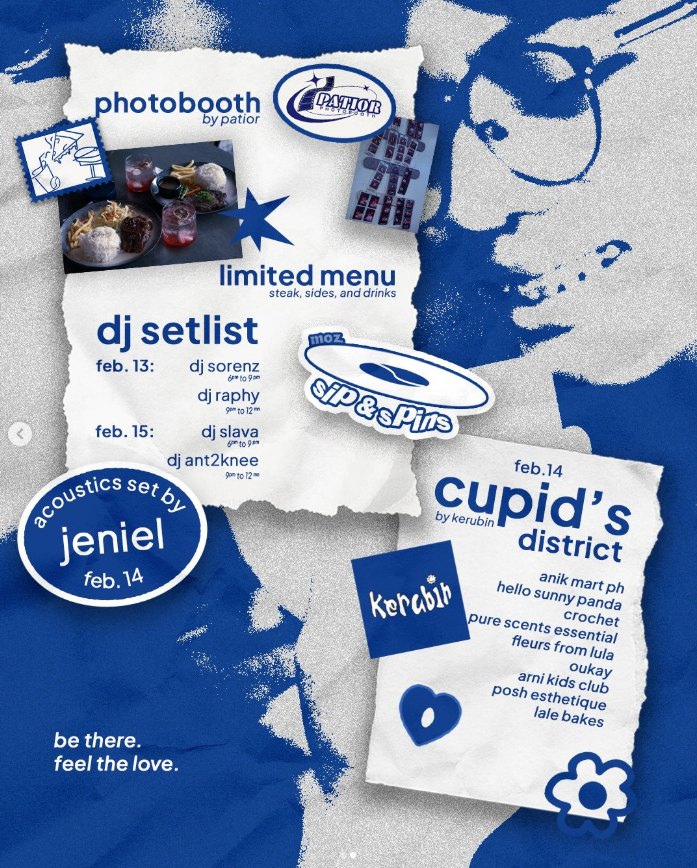 photobooth
by patior
PATIOR
PHOTOBOOTH
limited menu
steak, sides, and drinks
dj setlist
feb. 13:
dj sorenz
6pm to 9pm
dj raphy
9pm to 12mn
feb. 15:
dj slava
6pm to 9pm
dj ant2knee
9pm to 12mn
moz
sip & spins
acoustics set by
jeniel
feb. 14
feb.14
cupid's
by kerubin
district
kerubin
anik mart ph
hello sunny panda
crochet
pure scents essential
fleurs from lula
oukay
arni kids club
posh esthetique
lale bakes
be there.
feel the love.